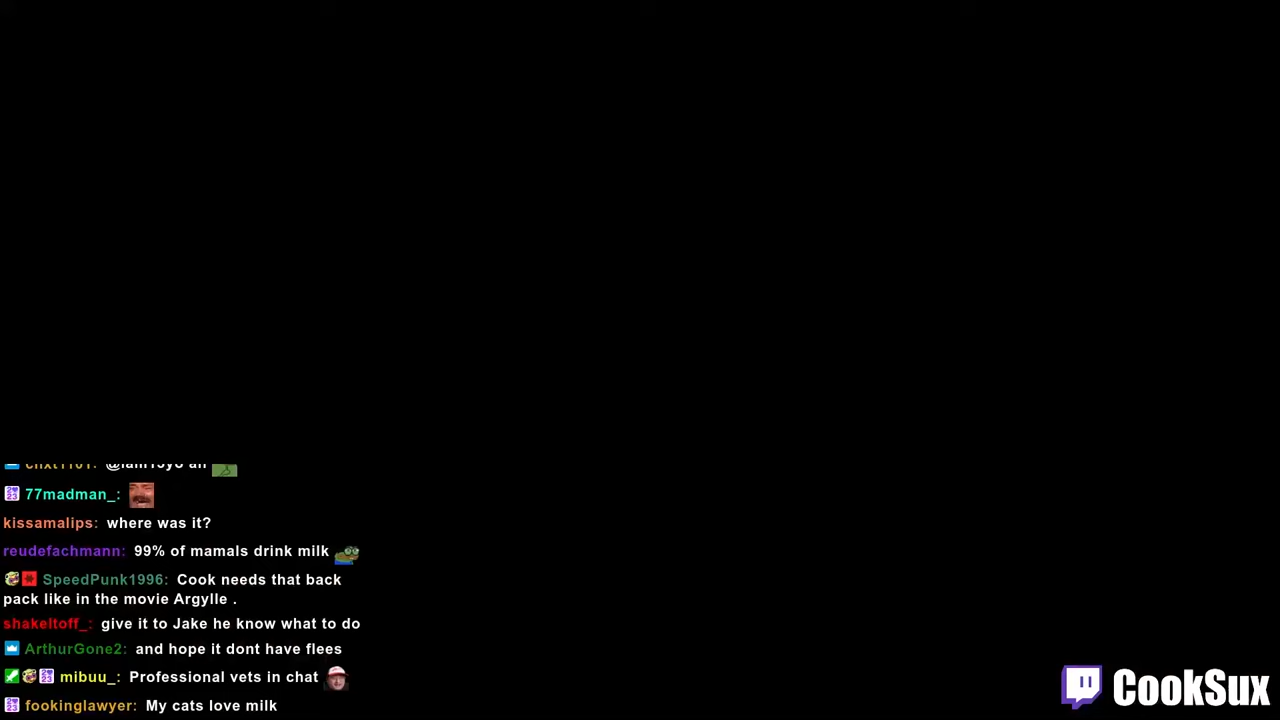 77madman_:
kissamalips: where was it?
reudefachmann: 99% of mamals drink milk
SpeedPunk1996: Cook needs that back
pack like in the movie Argylle .
shakeltoff_: give it to Jake he know what to do
ArthurGone2: and hope it dont have flees
mibuu_: Professional vets in chat
fookinglawyer: My cats love milk
CookSux